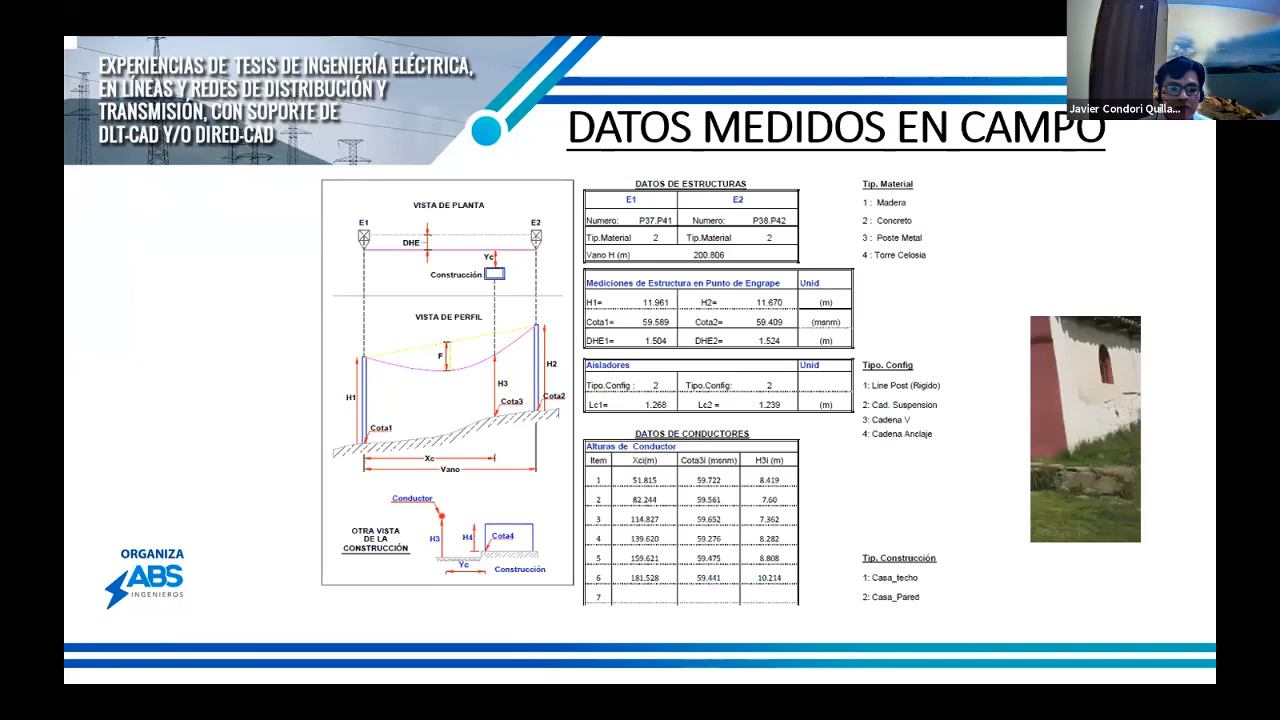 EXPERIENCIAS DE TESIS DE INGENIERÍA ELÉCTRICA,
EN LÍNEAS Y REDES DE DISTRIBUCIÓN Y
TRANSMISIÓN, CON SOPORTE DE
DLT-CAD Y/O DIRED-CAD
Javier Condori Quilla...
DATOS MEDIDOS EN CAMPO
VISTA DE PLANTA
E1
E2
DHE
Yc
Construcción
VISTA DE PERFIL
F
H2
H3
H1
Cota3
Cota2
Cota1
Xc
Vano
Conductor
OTRA VISTA
DE LA
CONSTRUCCIÓN
H3
H4
Cota4
Yc
Construcción
DATOS DE ESTRUCTURAS
E1 E2
Numero: P37.P41 Numero: P38.P42
Tip.Material 2 Tip.Material 2
Vano H (m) 200.806
Mediciones de Estructura en Punto de Engrape Unid
H1= 11.961 H2= 11.670 (m)
Cota1= 59.589 Cota2= 59.409 (msnm)
DHE1= 1.504 DHE2= 1.524 (m)
Aisladores Unid
Tipo.Config : 2 Tipo.Config: 2
Lc1= 1.268 Lc2 = 1.239 (m)
DATOS DE CONDUCTORES
Alturas de Conductor
Item Xci(m) Cota3i (msnm) H3i (m)
1 51.815 59.722 8.419
2 82.244 59.561 7.60
3 114.827 59.652 7.362
4 139.620 59.276 8.282
5 159.621 59.475 8.808
6 181.528 59.441 10.214
7
Tip. Material
1 : Madera
2 : Concreto
3 : Poste Metal
4 : Torre Celosia
Tipo. Config
1: Line Post (Rigido)
2: Cad. Suspension
3: Cadena V
4: Cadena Anclaje
Tip. Construcción
1: Casa_techo
2: Casa_Pared
ORGANIZA
ABS
INGENIEROS